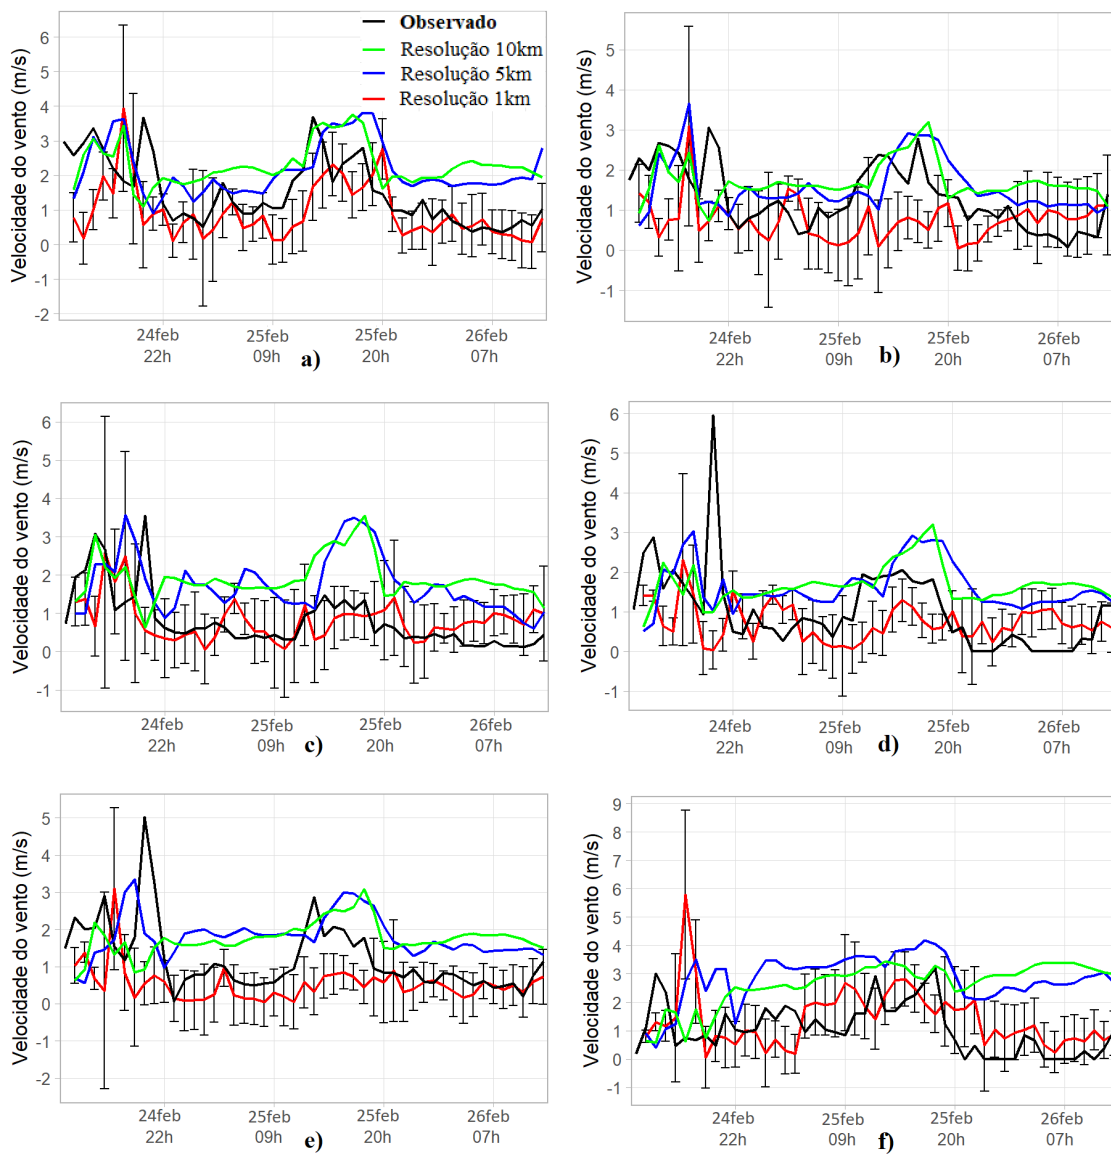 Velocidade do vento (m/s)
6
5
4
3
2
1
0
-1
-2
Observado
Resolução 10km
Resolução 5km
Resolução 1km
24feb 25feb 25feb 26feb
22h 09h 20h 07h
a)
Velocidade do vento (m/s)
5
4
3
2
1
0
-1
24feb 25feb 25feb 26feb
22h 09h 20h 07h
b)
Velocidade do vento (m/s)
6
5
4
3
2
1
0
-1
24feb 25feb 25feb 26feb
22h 09h 20h 07h
c)
Velocidade do vento (m/s)
6
5
4
3
2
1
0
-1
24feb 25feb 25feb 26feb
22h 09h 20h 07h
d)
Velocidade do vento (m/s)
5
4
3
2
1
0
-1
-2
24feb 25feb 25feb 26feb
22h 09h 20h 07h
e)
Velocidade do vento (m/s)
9
8
7
6
5
4
3
2
1
0
-1
24feb 25feb 25feb 26feb
22h 09h 20h 07h
f)